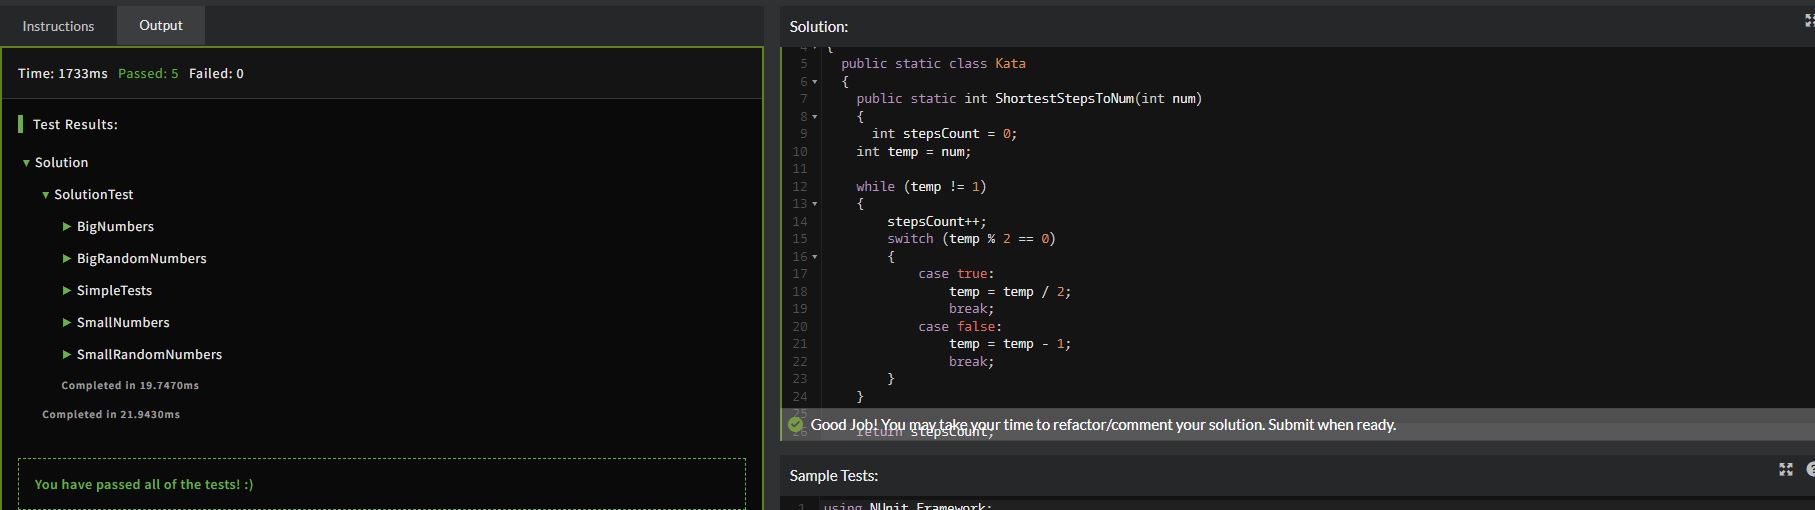 Instructions
Output
Time: 1733ms Passed: 5 Failed: 0
Test Results:
Solution
SolutionTest
BigNumbers
BigRandomNumbers
SimpleTests
SmallNumbers
SmallRandomNumbers
Completed in 19.7470ms
Completed in 21.9430ms
You have passed all of the tests! :)
Solution:
4 {
5 public static class Kata
6 {
7 public static int ShortestStepsToNum(int num)
8 {
9 int stepsCount = 0;
10 int temp = num;
11
12 while (temp != 1)
13 {
14 stepsCount++;
15 switch (temp % 2 == 0)
16 {
17 case true:
18 temp = temp / 2;
19 break;
20 case false:
21 temp = temp - 1;
22 break;
23 }
24 }
25
Good Job! You may take your time to refactor/comment your solution. Submit when ready.
26 return stepsCount;
Sample Tests:
1 using NUnit.Framework;